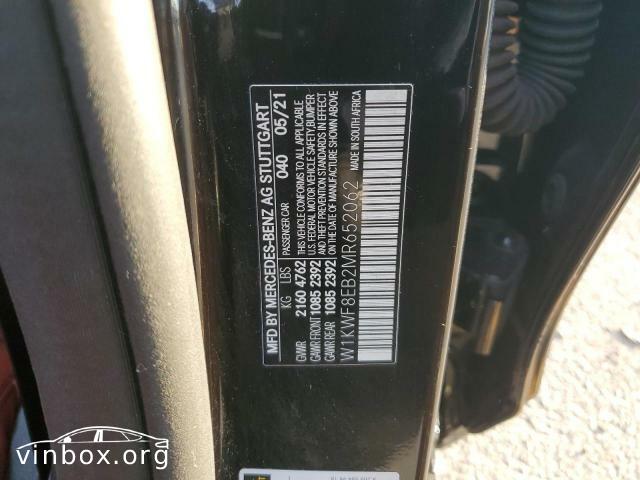 MFD BY MERCEDES-BENZ AG STUTTGART
PASSENGER CAR 040 05/21
KG LBS
GVWR 2160 4762
GAWR FRONT 1085 2392
GAWR REAR 1085 2392
THIS VEHICLE CONFORMS TO ALL APPLICABLE
U.S. FEDERAL MOTOR VEHICLE SAFETY, BUMPER
AND THEFT PREVENTION STANDARDS IN EFFECT
ON THE DATE OF MANUFACTURE SHOWN ABOVE
W1KWF8EB2MR652062
MADE IN SOUTH AFRICA
vinbox.org